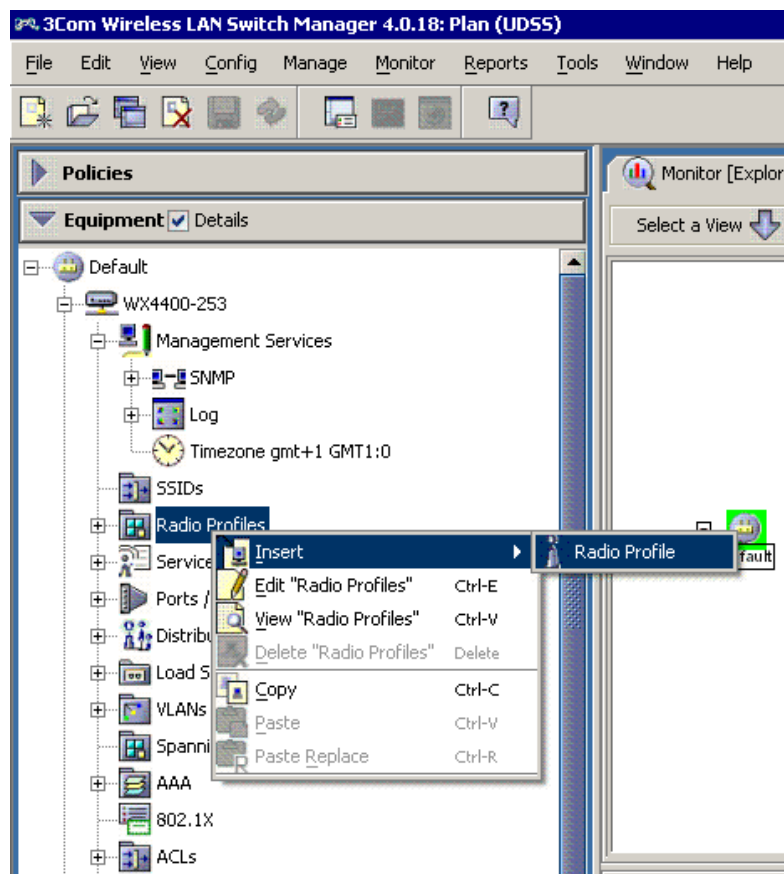 3Com Wireless LAN Switch Manager 4.0.18: Plan (UDSS)
File Edit View Config Manage Monitor Reports Tools Window Help
Policies
Equipment Details
Monitor [Explor
Select a View
Default
WX4400-253
Management Services
SNMP
Log
Timezone gmt+1 GMT1:0
SSIDs
Radio Profiles
Service
Ports /
Distribu
Load S
VLANs
Spanni
AAA
802.1X
ACLs
Insert
Edit "Radio Profiles" Ctrl-E
View "Radio Profiles" Ctrl-V
Delete "Radio Profiles" Delete
Copy Ctrl-C
Paste Ctrl-V
Paste Replace Ctrl-R
Radio Profile
fault